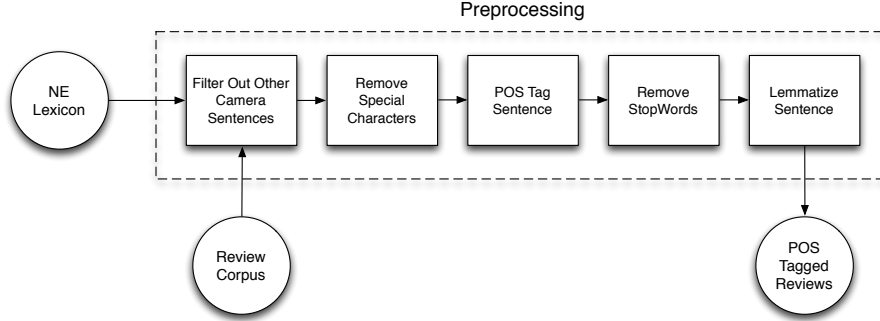 Preprocessing
NE
Lexicon
Filter Out Other
Camera
Sentences
Remove
Special
Characters
POS Tag
Sentence
Remove
StopWords
Lemmatize
Sentence
Review
Corpus
POS
Tagged
Reviews